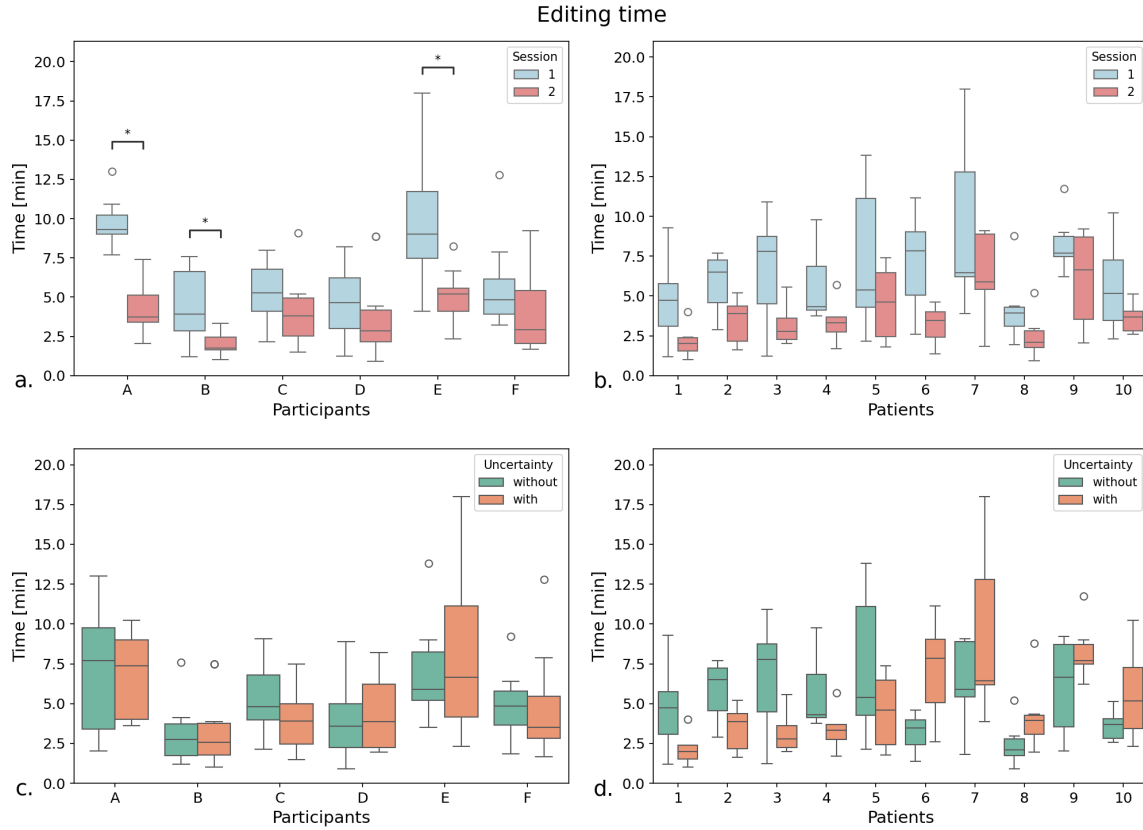 Editing time
20.0
17.5
15.0
12.5
10.0
7.5
5.0
2.5
0.0
Time [min]
*
*
*
Session
1
2
A B C D E F
a.
Participants
20.0
17.5
15.0
12.5
10.0
7.5
5.0
2.5
0.0
Time [min]
Session
1
2
1 2 3 4 5 6 7 8 9 10
b.
Patients
20.0
17.5
15.0
12.5
10.0
7.5
5.0
2.5
0.0
Time [min]
Uncertainty
without
with
A B C D E F
c.
Participants
20.0
17.5
15.0
12.5
10.0
7.5
5.0
2.5
0.0
Time [min]
Uncertainty
without
with
1 2 3 4 5 6 7 8 9 10
d.
Patients